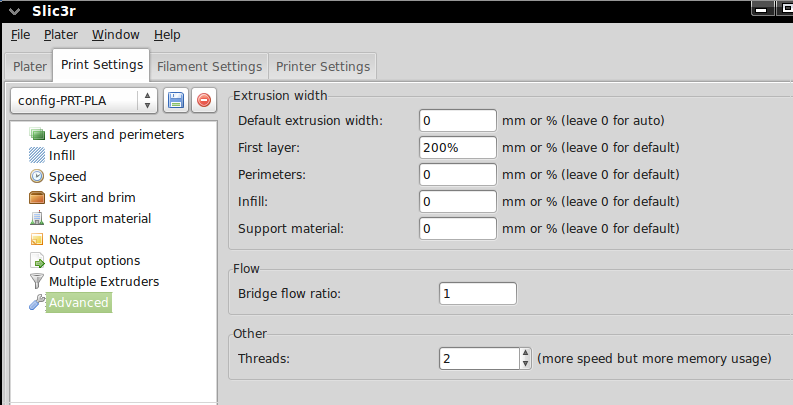 Slic3r
File Plater Window Help
Plater Print Settings Filament Settings Printer Settings
config-PRT-PLA
Layers and perimeters
Infill
Speed
Skirt and brim
Support material
Notes
Output options
Multiple Extruders
Advanced
Extrusion width
Default extrusion width: 0 mm or % (leave 0 for auto)
First layer: 200% mm or % (leave 0 for default)
Perimeters: 0 mm or % (leave 0 for default)
Infill: 0 mm or % (leave 0 for default)
Support material: 0 mm or % (leave 0 for default)
Flow
Bridge flow ratio: 1
Other
Threads: 2 (more speed but more memory usage)